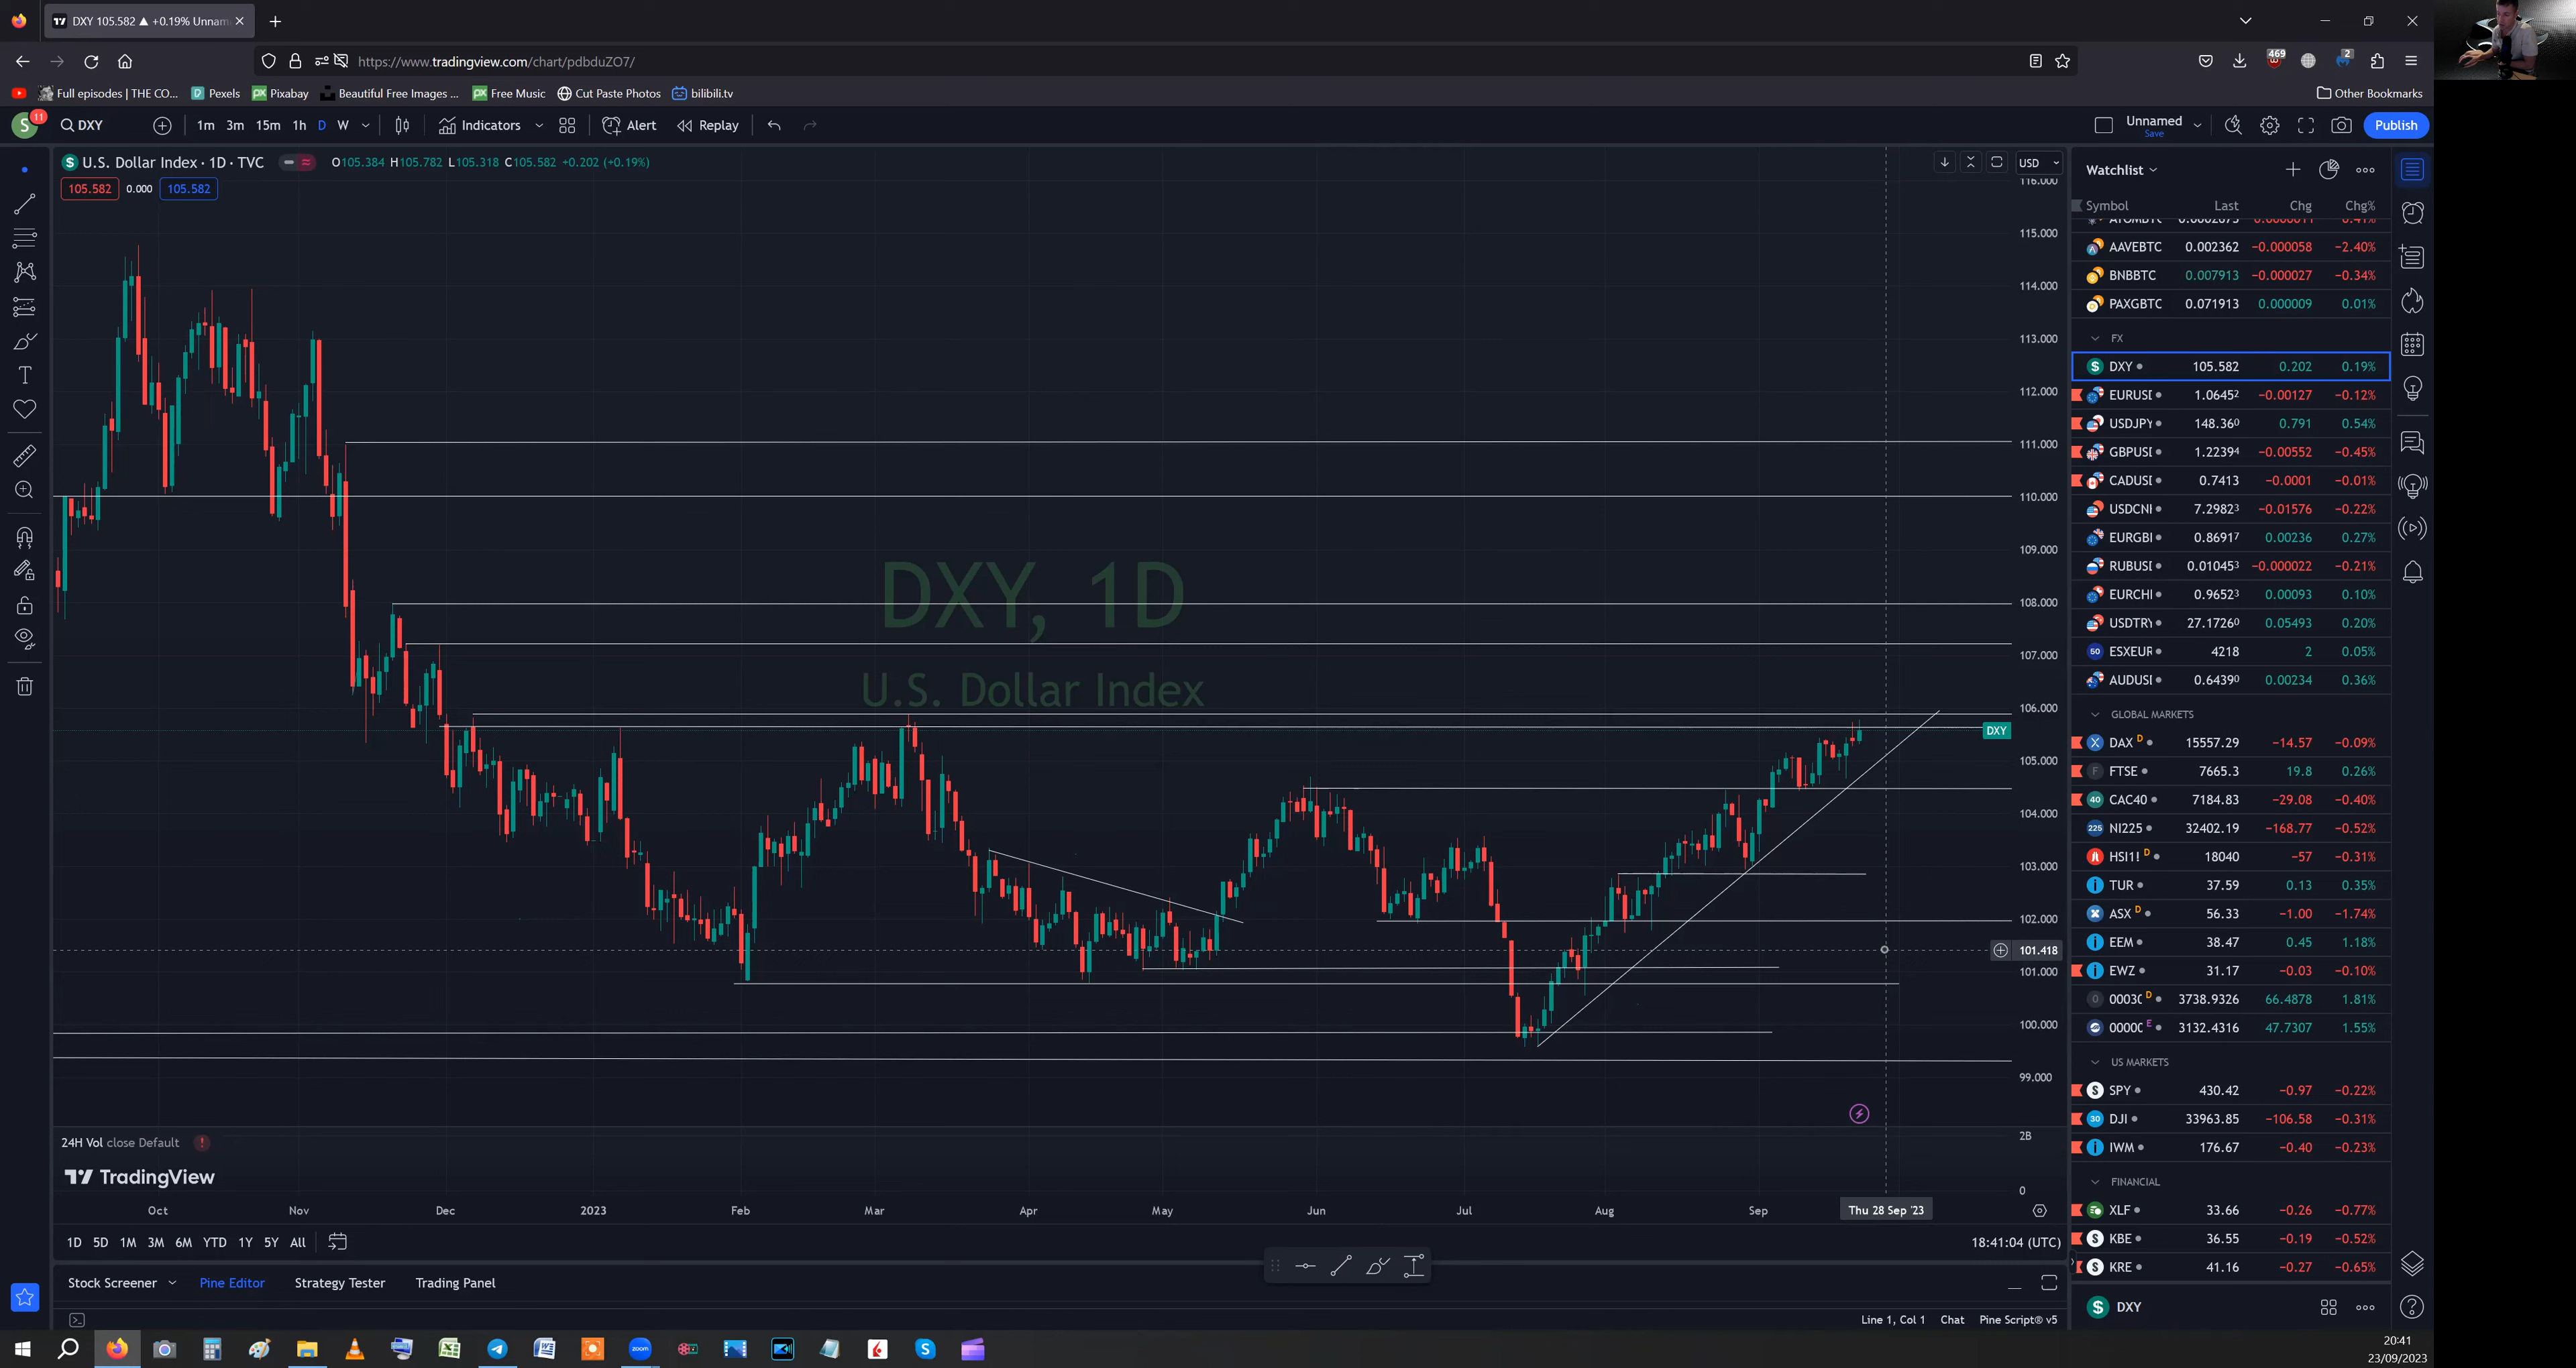 DXY 105.582 ▲ +0.19% Unnam
https://www.tradingview.com/chart/pdbduZO7/
469
2
Full episodes | THE CO...
Pexels
Pixabay
Beautiful Free Images ...
Free Music
Cut Paste Photos
bilibili.tv
Other Bookmarks
S 11 DXY 1m 3m 15m 1h D W Indicators Alert Replay Unnamed Save Publish
U.S. Dollar Index · 1D · TVC O105.384 H105.782 L105.318 C105.582 +0.202 (+0.19%)
USD
105.582 0.000 105.582
116.000
115.000
114.000
113.000
112.000
111.000
110.000
109.000
108.000
107.000
106.000
DXY
105.000
104.000
103.000
102.000
101.418
101.000
100.000
99.000
2B
0
DXY, 1D
U.S. Dollar Index
24H Vol close Default
TradingView
Oct Nov Dec 2023 Feb Mar Apr May Jun Jul Aug Sep Thu 28 Sep '23
1D 5D 1M 3M 6M YTD 1Y 5Y All
18:41:04 (UTC)
Stock Screener Pine Editor Strategy Tester Trading Panel
Line 1, Col 1 Chat Pine Script® v5
Watchlist
Symbol Last Chg Chg%
AAVEBTC 0.002362 −0.000058 −2.40%
BNBBTC 0.007913 −0.000027 −0.34%
PAXGBTC 0.071913 0.000009 0.01%
FX
DXY 105.582 0.202 0.19%
EURUSD 1.06452 −0.00127 −0.12%
USDJPY 148.360 0.791 0.54%
GBPUSD 1.22394 −0.00552 −0.45%
CADUSD 0.7413 −0.0001 −0.01%
USDCNH 7.29823 −0.01576 −0.22%
EURGBP 0.86917 0.00236 0.27%
RUBUSD 0.010453 −0.000022 −0.21%
EURCHF 0.96523 0.00093 0.10%
USDTRY 27.17260 0.05493 0.20%
ESXEUR 4218 2 0.05%
AUDUSD 0.64390 0.00234 0.36%
GLOBAL MARKETS
DAX D 15557.29 −14.57 −0.09%
FTSE 7665.3 19.8 0.26%
CAC40 7184.83 −29.08 −0.40%
NI225 32402.19 −168.77 −0.52%
HSI1! D 18040 −57 −0.31%
TUR 37.59 0.13 0.35%
ASX D 56.33 −1.00 −1.74%
EEM 38.47 0.45 1.18%
EWZ 31.17 −0.03 −0.10%
00030 D 3738.9326 66.4878 1.81%
00000 E 3132.4316 47.7307 1.55%
US MARKETS
SPY 430.42 −0.97 −0.22%
DJI 33963.85 −106.58 −0.31%
IWM 176.67 −0.40 −0.23%
FINANCIAL
XLF 33.66 −0.26 −0.77%
KBE 36.55 −0.19 −0.52%
KRE 41.16 −0.27 −0.65%
DXY
20:41
23/09/2023